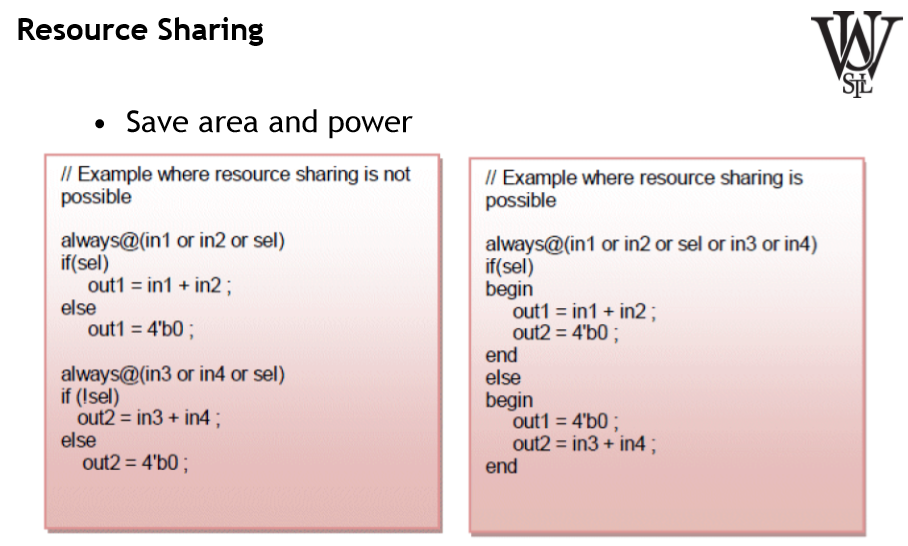 Resource Sharing
• Save area and power
// Example where resource sharing is not
possible
always@(in1 or in2 or sel)
if(sel)
out1 = in1 + in2 ;
else
out1 = 4'b0 ;
always@(in3 or in4 or sel)
if (!sel)
out2 = in3 + in4 ;
else
out2 = 4'b0 ;
// Example where resource sharing is
possible
always@(in1 or in2 or sel or in3 or in4)
if(sel)
begin
out1 = in1 + in2 ;
out2 = 4'b0 ;
end
else
begin
out1 = 4'b0 ;
out2 = in3 + in4 ;
end